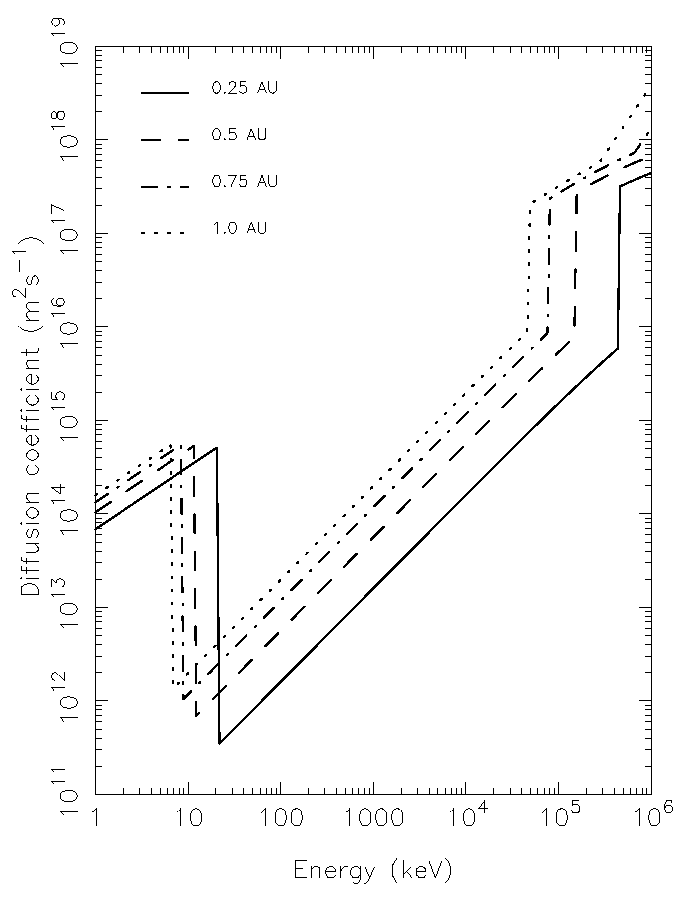 10^19
10^18
10^17
10^16
10^15
10^14
10^13
10^12
10^11
Diffusion coefficient (m^2s^−1)
0.25 AU
0.5 AU
0.75 AU
1.0 AU
1 10 100 1000 10^4 10^5 10^6
Energy (keV)